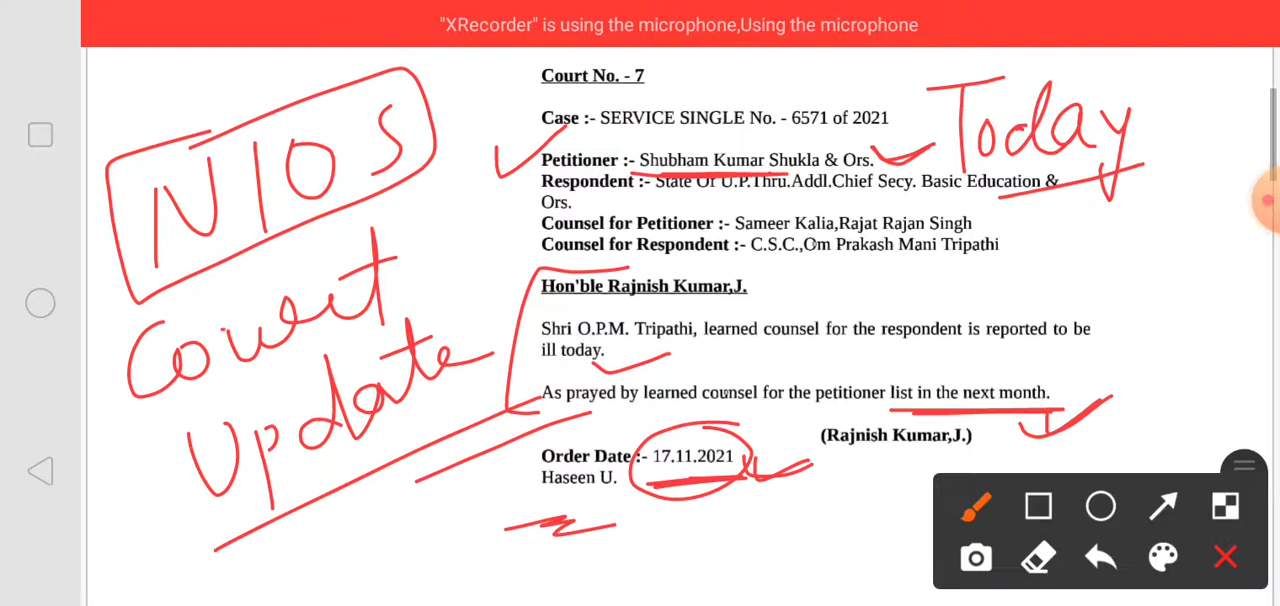 "XRecorder" is using the microphone,Using the microphone
Court No. - 7
Case :- SERVICE SINGLE No. - 6571 of 2021
Petitioner :- Shubham Kumar Shukla & Ors.
Respondent :- State Of U.P.Thru.Addl.Chief Secy. Basic Education &
Ors.
Counsel for Petitioner :- Sameer Kalia,Rajat Rajan Singh
Counsel for Respondent :- C.S.C.,Om Prakash Mani Tripathi
Hon'ble Rajnish Kumar,J.
Shri O.P.M. Tripathi, learned counsel for the respondent is reported to be
ill today.
As prayed by learned counsel for the petitioner list in the next month.
(Rajnish Kumar,J.)
Order Date :- 17.11.2021
Haseen U.
NIOS
Court
Update
Today